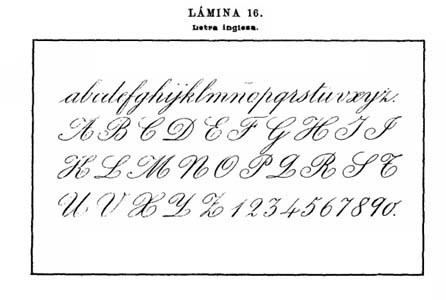 LÁMINA 16.
Letra inglesa.
abcdefghijklmnñopqrstuvxyz.
A B C D E F G H I J
K L M N O P Q R S T
U V X Y Z 1234567890.